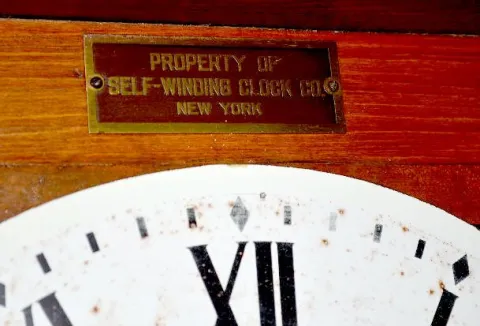 PROPERTY OF
SELF-WINDING CLOCK CO.
NEW YORK
XII